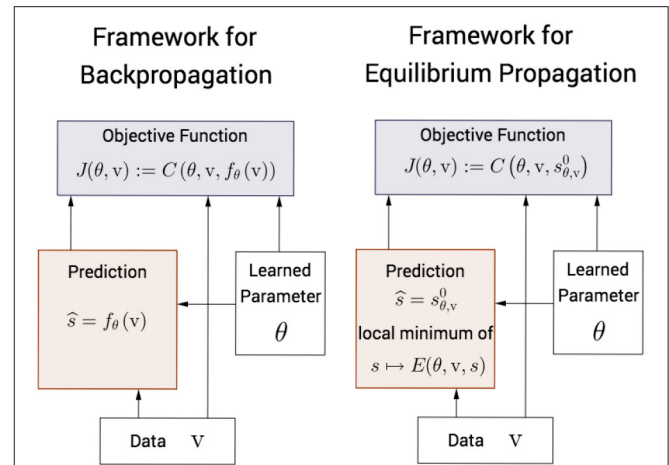 Framework for
Backpropagation
Objective Function
J(θ, v) := C (θ, v, f_θ (v))
Prediction
ŝ = f_θ (v)
Learned
Parameter
θ
Data v
Framework for
Equilibrium Propagation
Objective Function
J(θ, v) := C (θ, v, s⁰_θ,v)
Prediction
ŝ = s⁰_θ,v
local minimum of
s ↦ E(θ, v, s)
Learned
Parameter
θ
Data v